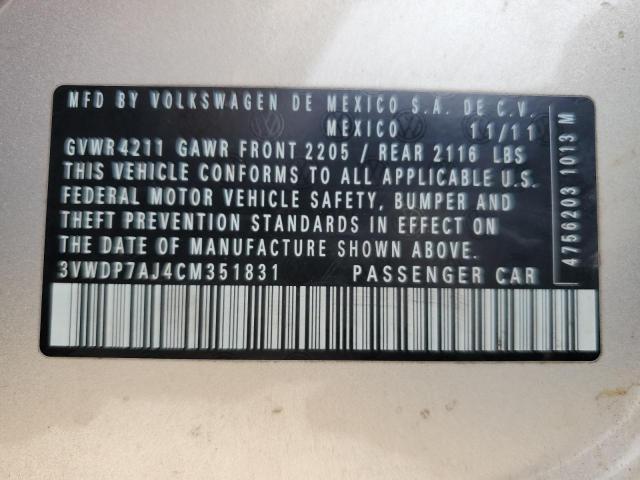 MFD BY VOLKSWAGEN DE MEXICO S.A. DE C.V.
MEXICO 11/11
GVWR4211 GAWR FRONT 2205 / REAR 2116 LBS
THIS VEHICLE CONFORMS TO ALL APPLICABLE U.S.
FEDERAL MOTOR VEHICLE SAFETY, BUMPER AND
THEFT PREVENTION STANDARDS IN EFFECT ON
THE DATE OF MANUFACTURE SHOWN ABOVE.
3VWDP7AJ4CM351831 PASSENGER CAR
4756203 1013 M